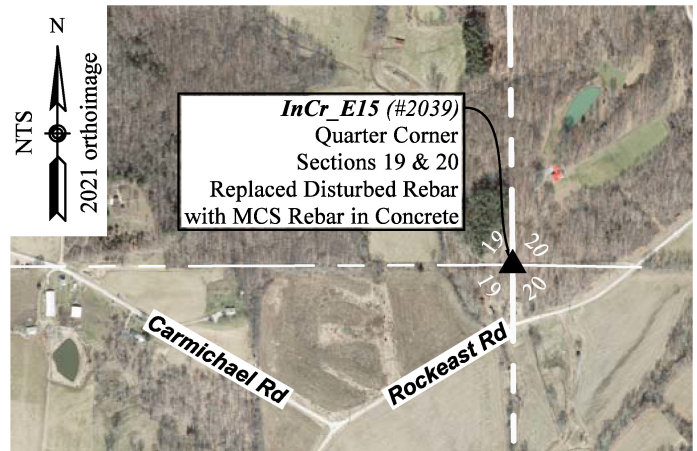 N
NTS
2021 orthoimage
InCr_E15 (#2039)
Quarter Corner
Sections 19 & 20
Replaced Disturbed Rebar
with MCS Rebar in Concrete
19 20
19 20
Carmichael Rd
Rockeast Rd